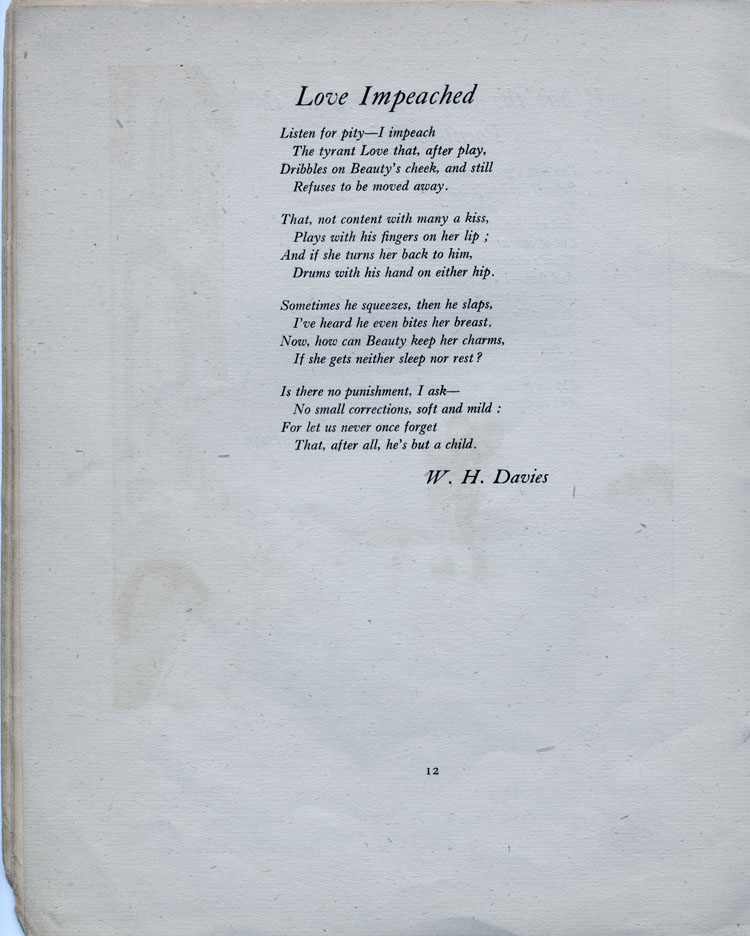 Love Impeached
Listen for pity—I impeach
The tyrant Love that, after play,
Dribbles on Beauty's cheek, and still
Refuses to be moved away.
That, not content with many a kiss,
Plays with his fingers on her lip ;
And if she turns her back to him,
Drums with his hand on either hip.
Sometimes he squeezes, then he slaps,
I've heard he even bites her breast,
Now, how can Beauty keep her charms,
If she gets neither sleep nor rest ?
Is there no punishment, I ask—
No small corrections, soft and mild :
For let us never once forget
That, after all, he's but a child.
W. H. Davies
12